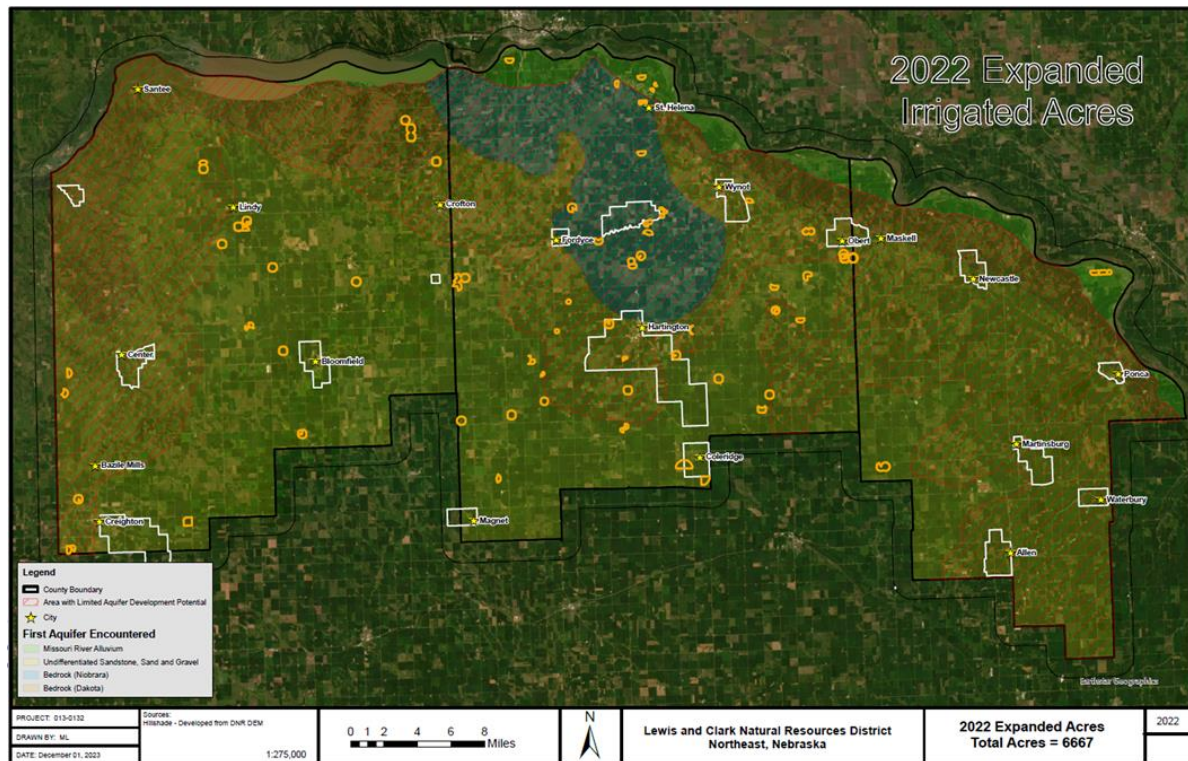 2022 Expanded
Irrigated Acres
Santee
St. Helena
Wynot
Lindy
Crofton
Fordyce
Obert
Maskell
Newcastle
Hartington
Center
Bloomfield
Ponca
Martinsburg
Bazile Mills
Coleridge
Waterbury
Creighton
Magnet
Allen
Earthstar Geographics
Legend
County Boundary
Area with Limited Aquifer Development Potential
City
First Aquifer Encountered
Missouri River Alluvium
Undifferentiated Sandstone, Sand and Gravel
Bedrock (Niobrara)
Bedrock (Dakota)
PROJECT: 013-0132
DRAWN BY: ML
DATE: December 01, 2023
Sources:
Hillshade - Developed from DNR DEM
1:275,000
0 1 2 4 6 8
Miles
N
Lewis and Clark Natural Resources District
Northeast, Nebraska
2022 Expanded Acres
Total Acres = 6667
2022